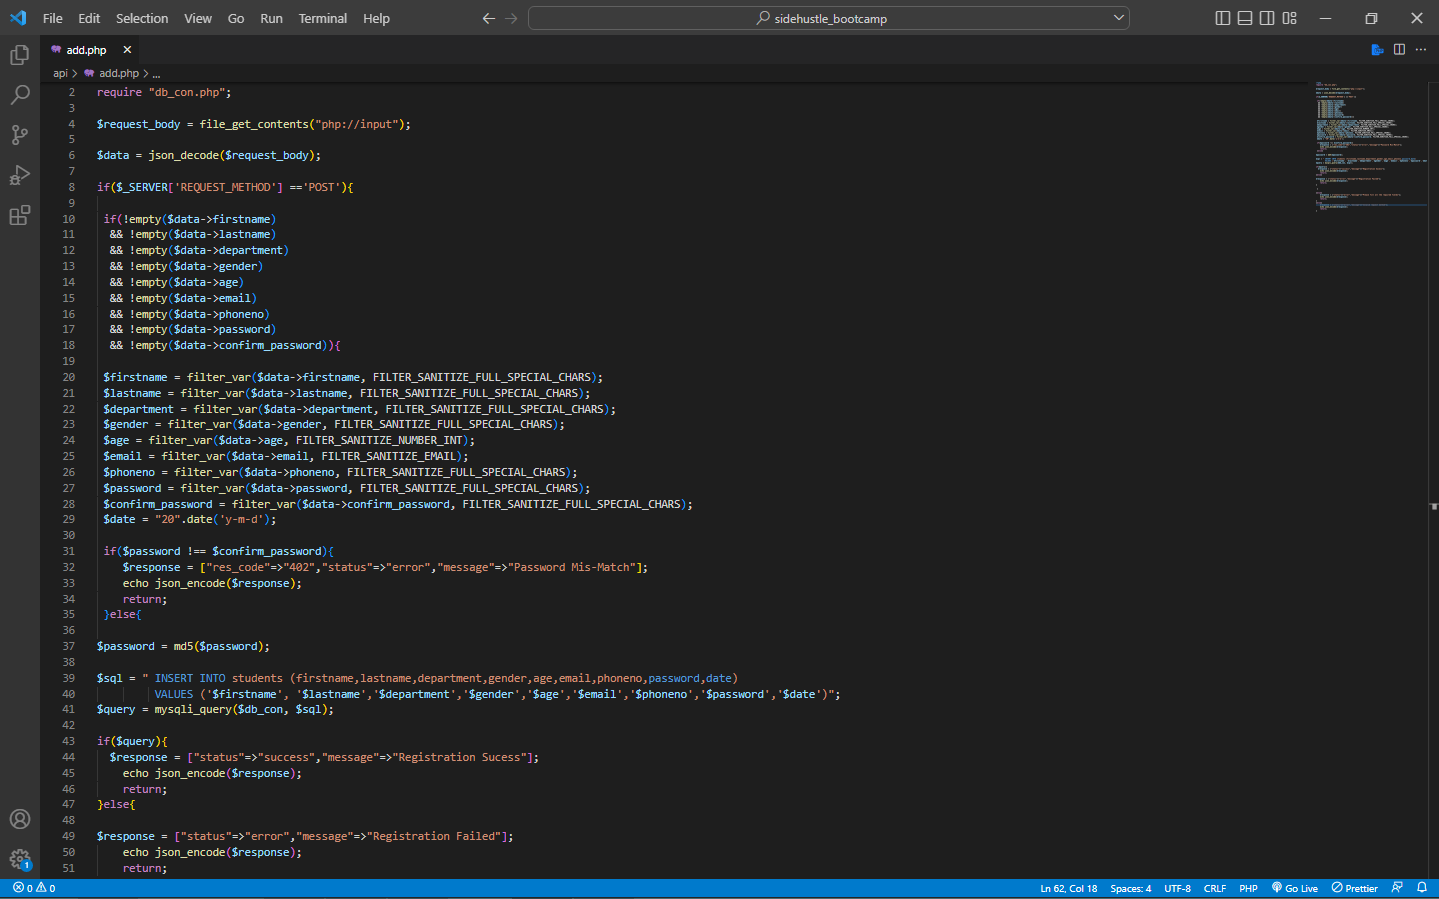 File Edit Selection View Go Run Terminal Help
sidehustle_bootcamp
add.php
api > add.php > ...
2 require "db_con.php";
3
4 $request_body = file_get_contents("php://input");
5
6 $data = json_decode($request_body);
7
8 if($_SERVER['REQUEST_METHOD'] =='POST'){
9
10 if(!empty($data->firstname)
11 && !empty($data->lastname)
12 && !empty($data->department)
13 && !empty($data->gender)
14 && !empty($data->age)
15 && !empty($data->email)
16 && !empty($data->phoneno)
17 && !empty($data->password)
18 && !empty($data->confirm_password)){
19
20 $firstname = filter_var($data->firstname, FILTER_SANITIZE_FULL_SPECIAL_CHARS);
21 $lastname = filter_var($data->lastname, FILTER_SANITIZE_FULL_SPECIAL_CHARS);
22 $department = filter_var($data->department, FILTER_SANITIZE_FULL_SPECIAL_CHARS);
23 $gender = filter_var($data->gender, FILTER_SANITIZE_FULL_SPECIAL_CHARS);
24 $age = filter_var($data->age, FILTER_SANITIZE_NUMBER_INT);
25 $email = filter_var($data->email, FILTER_SANITIZE_EMAIL);
26 $phoneno = filter_var($data->phoneno, FILTER_SANITIZE_FULL_SPECIAL_CHARS);
27 $password = filter_var($data->password, FILTER_SANITIZE_FULL_SPECIAL_CHARS);
28 $confirm_password = filter_var($data->confirm_password, FILTER_SANITIZE_FULL_SPECIAL_CHARS);
29 $date = "20".date('y-m-d');
30
31 if($password !== $confirm_password){
32 $response = ["res_code"=>"402","status"=>"error","message"=>"Password Mis-Match"];
33 echo json_encode($response);
34 return;
35 }else{
36
37 $password = md5($password);
38
39 $sql = " INSERT INTO students (firstname,lastname,department,gender,age,email,phoneno,password,date)
40 VALUES ('$firstname', '$lastname','$department','$gender','$age','$email','$phoneno','$password','$date')";
41 $query = mysqli_query($db_con, $sql);
42
43 if($query){
44 $response = ["status"=>"success","message"=>"Registration Sucess"];
45 echo json_encode($response);
46 return;
47 }else{
48
49 $response = ["status"=>"error","message"=>"Registration Failed"];
50 echo json_encode($response);
51 return;
1
0 0 Ln 62, Col 18 Spaces: 4 UTF-8 CRLF PHP Go Live Prettier